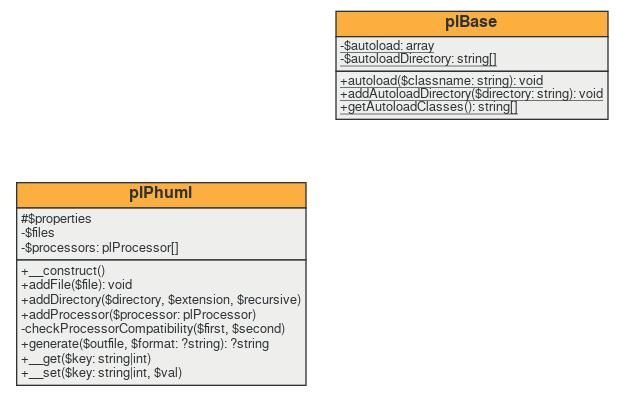 plBase
-$autoload: array
-$autoloadDirectory: string[]
+autoload($classname: string): void
+addAutoloadDirectory($directory: string): void
+getAutoloadClasses(): string[]
plPhuml
#$properties
-$files
-$processors: plProcessor[]
+__construct()
+addFile($file): void
+addDirectory($directory, $extension, $recursive)
+addProcessor($processor: plProcessor)
-checkProcessorCompatibility($first, $second)
+generate($outfile, $format: ?string): ?string
+__get($key: string|int)
+__set($key: string|int, $val)